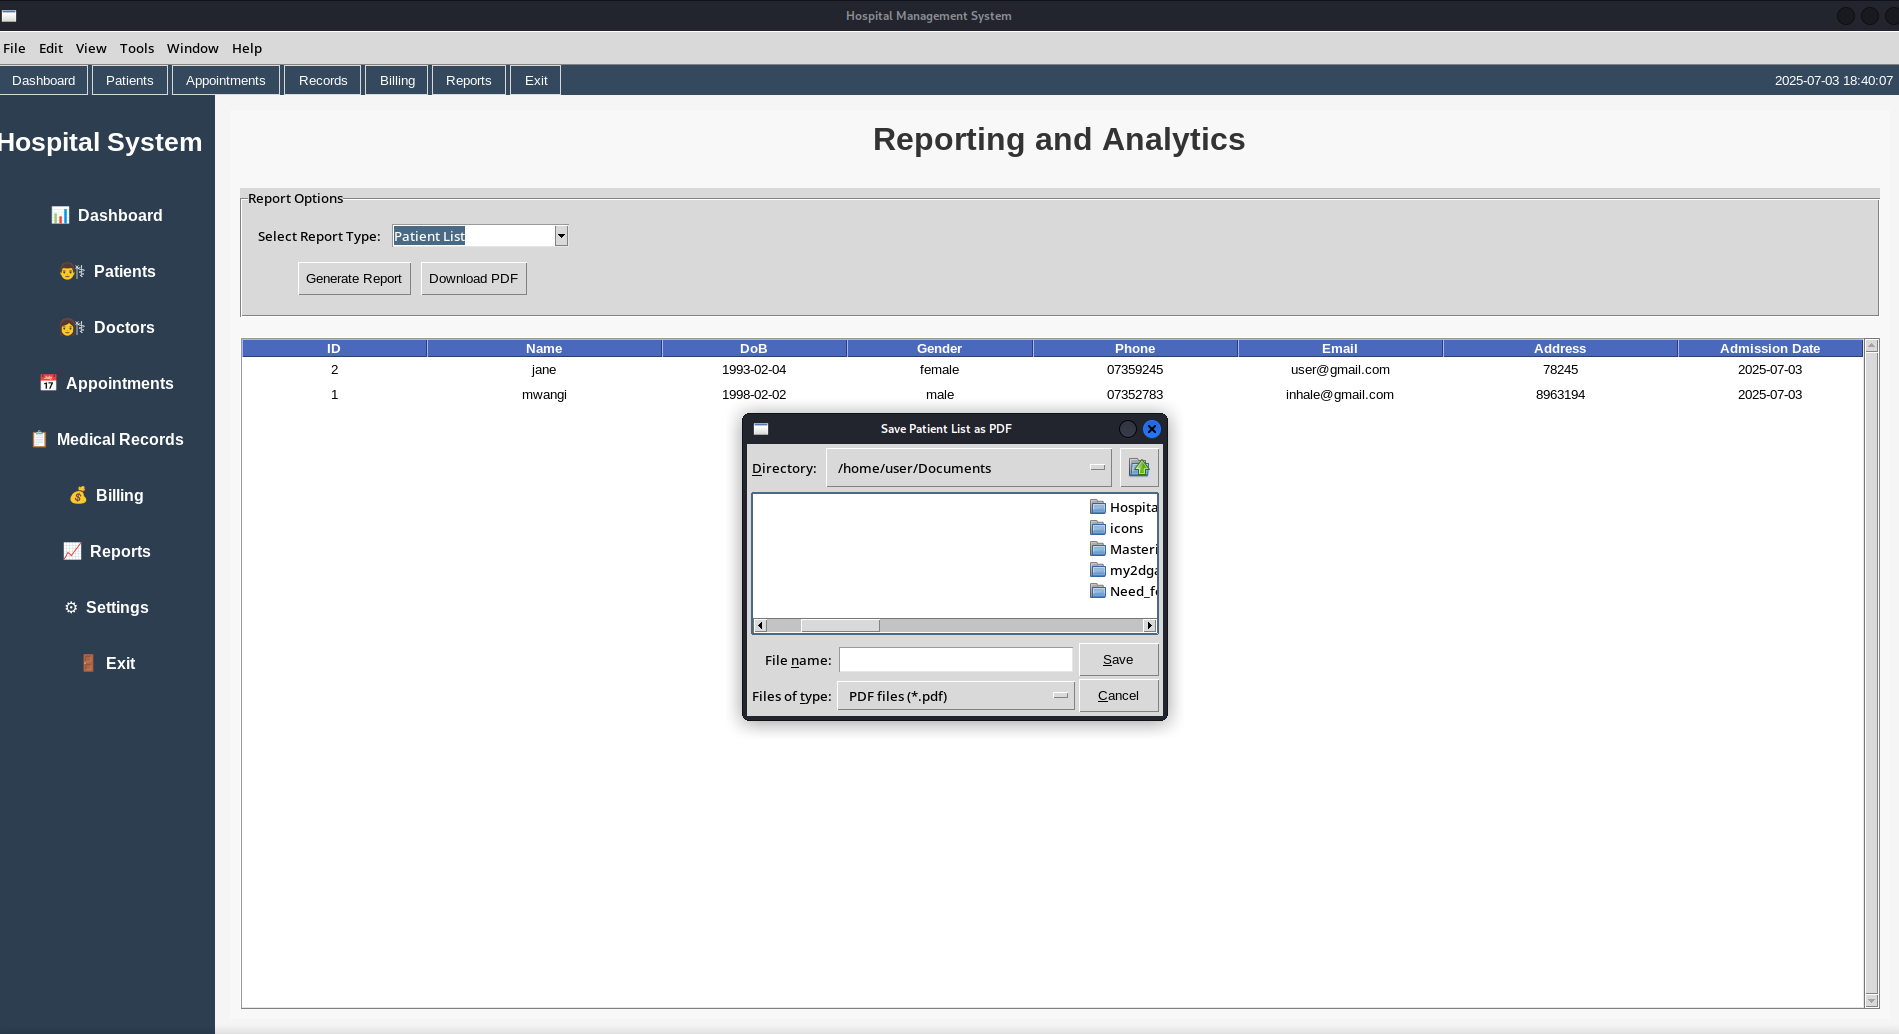 Hospital Management System
File Edit View Tools Window Help
Dashboard Patients Appointments Records Billing Reports Exit 2025-07-03 18:40:07
Hospital System
Dashboard
Patients
Doctors
Appointments
Medical Records
Billing
Reports
Settings
Exit
Reporting and Analytics
Report Options
Select Report Type: Patient List
Generate Report Download PDF
ID Name DoB Gender Phone Email Address Admission Date
2 jane 1993-02-04 female 07359245 user@gmail.com 78245 2025-07-03
1 mwangi 1998-02-02 male 07352783 inhale@gmail.com 8963194 2025-07-03
Save Patient List as PDF
Directory: /home/user/Documents
Hospita
icons
Masteri
my2dga
Need_fo
File name: Save
Files of type: PDF files (*.pdf) Cancel